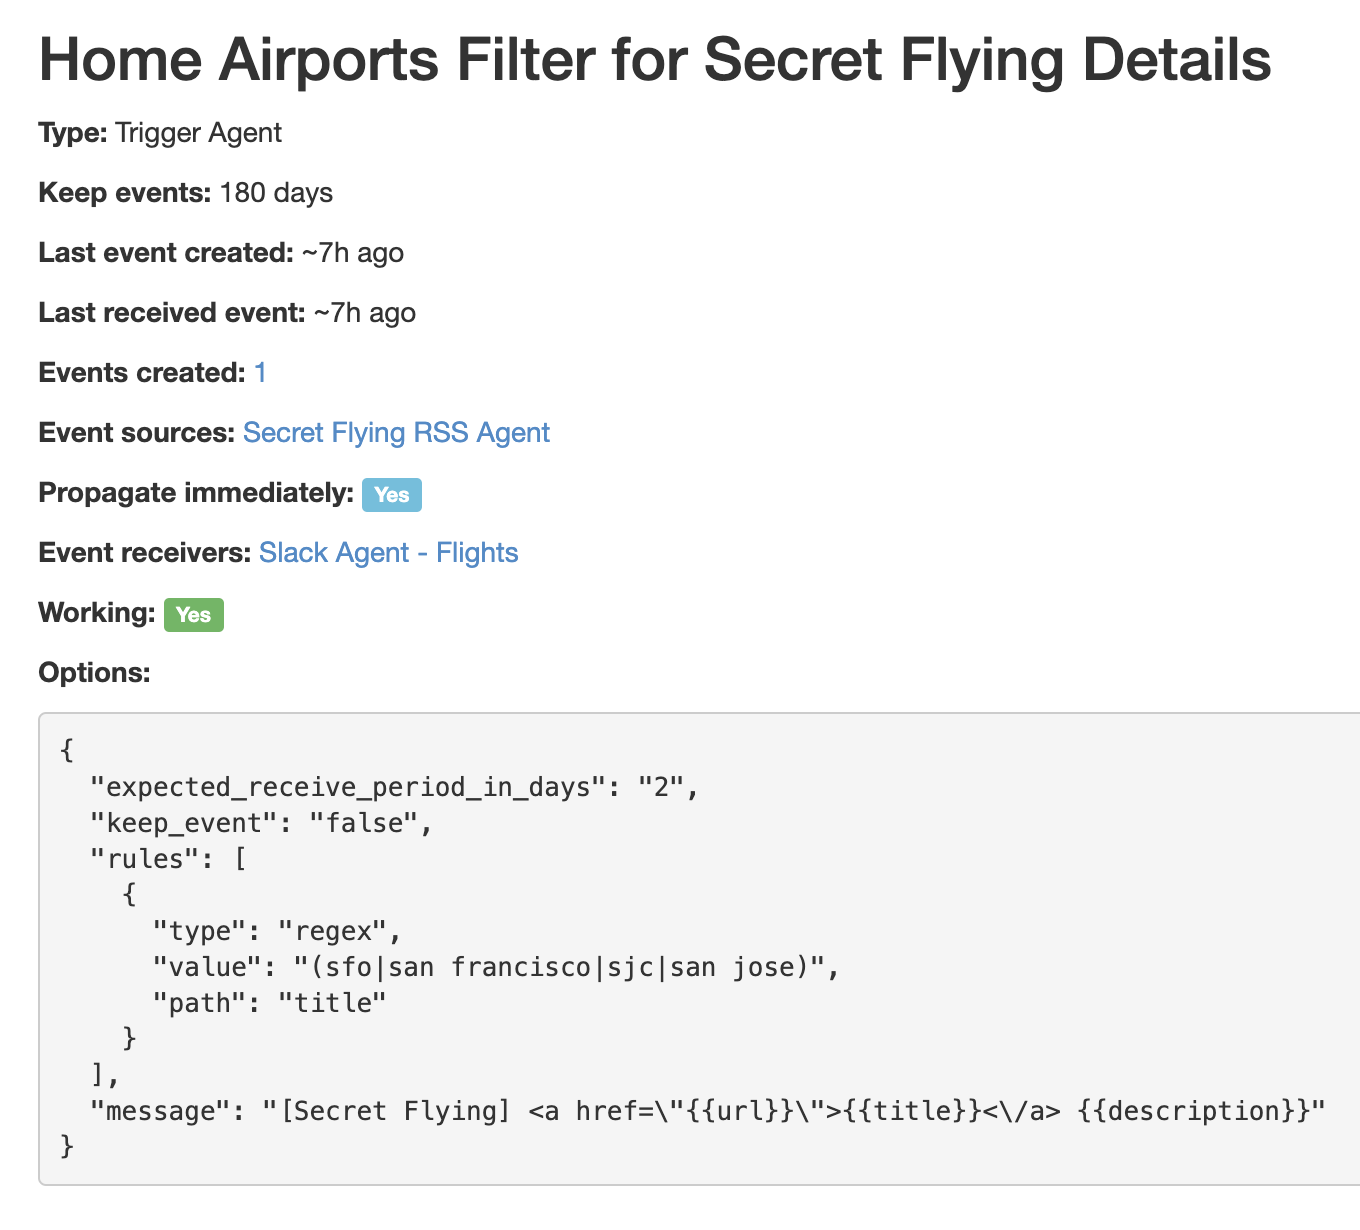 Home Airports Filter for Secret Flying Details
Type: Trigger Agent
Keep events: 180 days
Last event created: ~7h ago
Last received event: ~7h ago
Events created: 1
Event sources: Secret Flying RSS Agent
Propagate immediately: Yes
Event receivers: Slack Agent - Flights
Working: Yes
Options:
{
  "expected_receive_period_in_days": "2",
  "keep_event": "false",
  "rules": [
    {
      "type": "regex",
      "value": "(sfo|san francisco|sjc|san jose)",
      "path": "title"
    }
  ],
  "message": "[Secret Flying] <a href=\"{{url}}\">{{title}}<\/a> {{description}}"
}